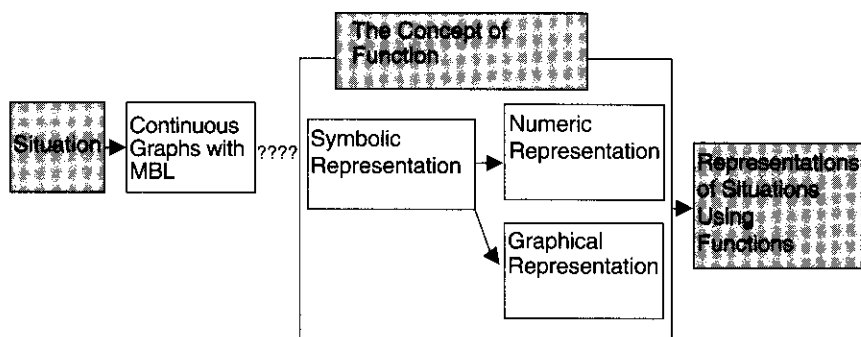 The Concept of
Function
Situation
Continuous
Graphs with
MBL
????
Symbolic
Representation
Numeric
Representation
Graphical
Representation
Representations
of Situations
Using
Functions